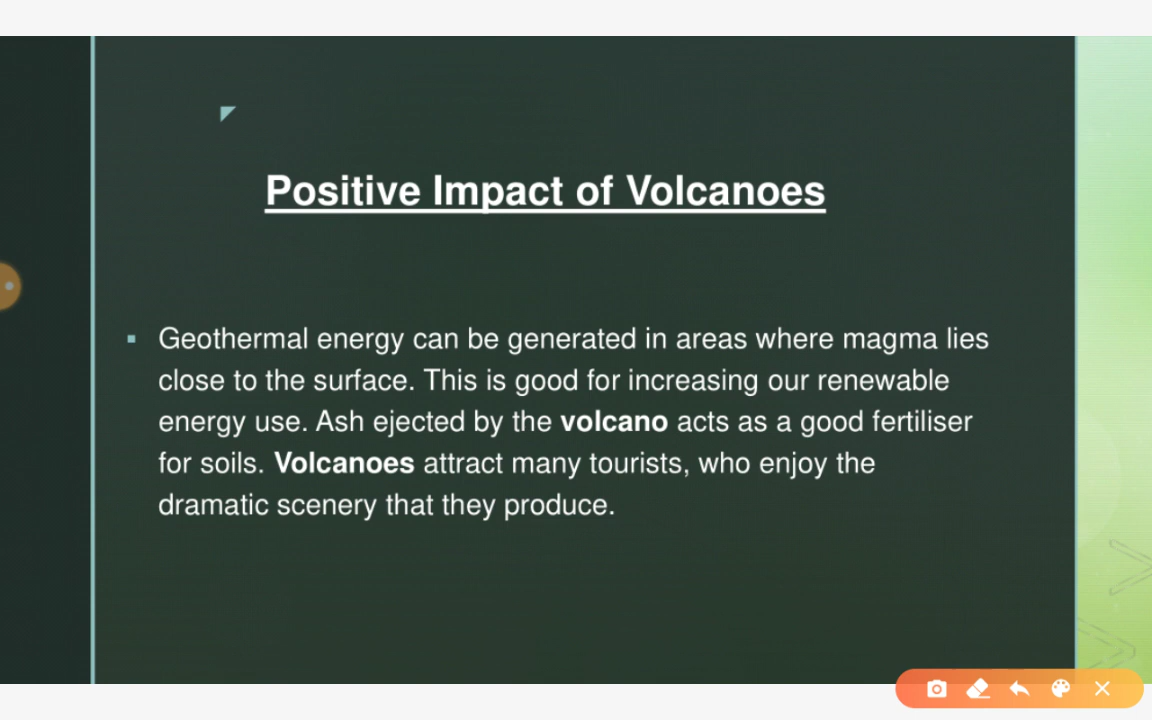 Positive Impact of Volcanoes
Geothermal energy can be generated in areas where magma lies
close to the surface. This is good for increasing our renewable
energy use. Ash ejected by the volcano acts as a good fertiliser
for soils. Volcanoes attract many tourists, who enjoy the
dramatic scenery that they produce.